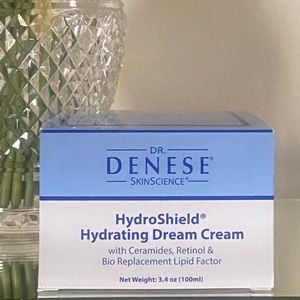 DR.
DENESE®
SKINSCIENCE®
HydroShield®
Hydrating Dream Cream
with Ceramides, Retinol &
Bio Replacement Lipid Factor
Net Weight: 3.4 oz (100ml)